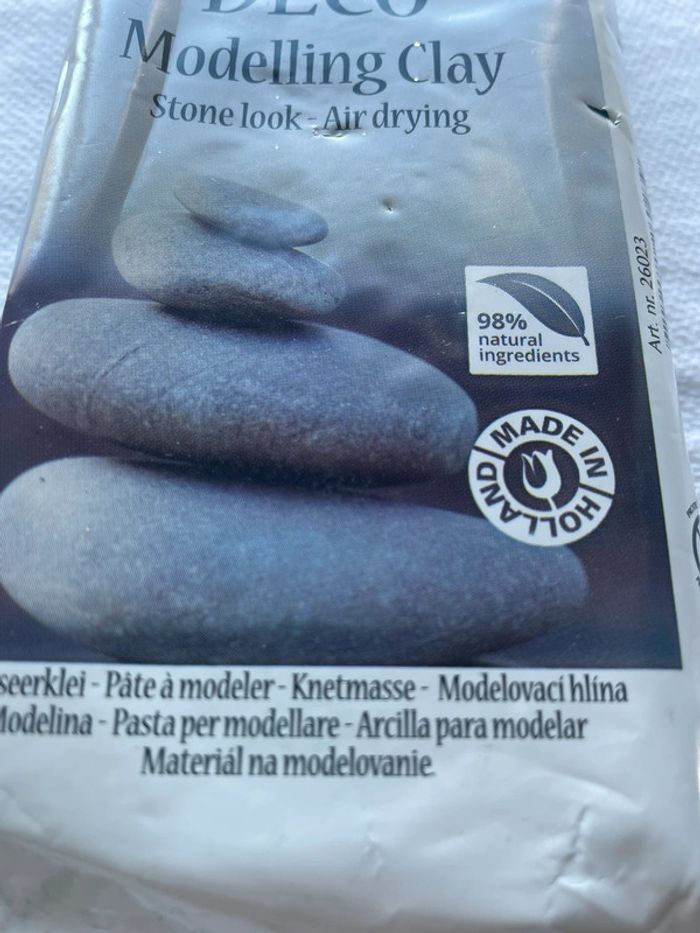 DECO
Modelling Clay
Stone look - Air drying
98%
natural
ingredients
Art. nr. 26023
MADE IN HOLLAND
seerklei - Pâte à modeler - Knetmasse - Modelovací hlína
Modelina - Pasta per modellare - Arcilla para modelar
Materiál na modelovanie